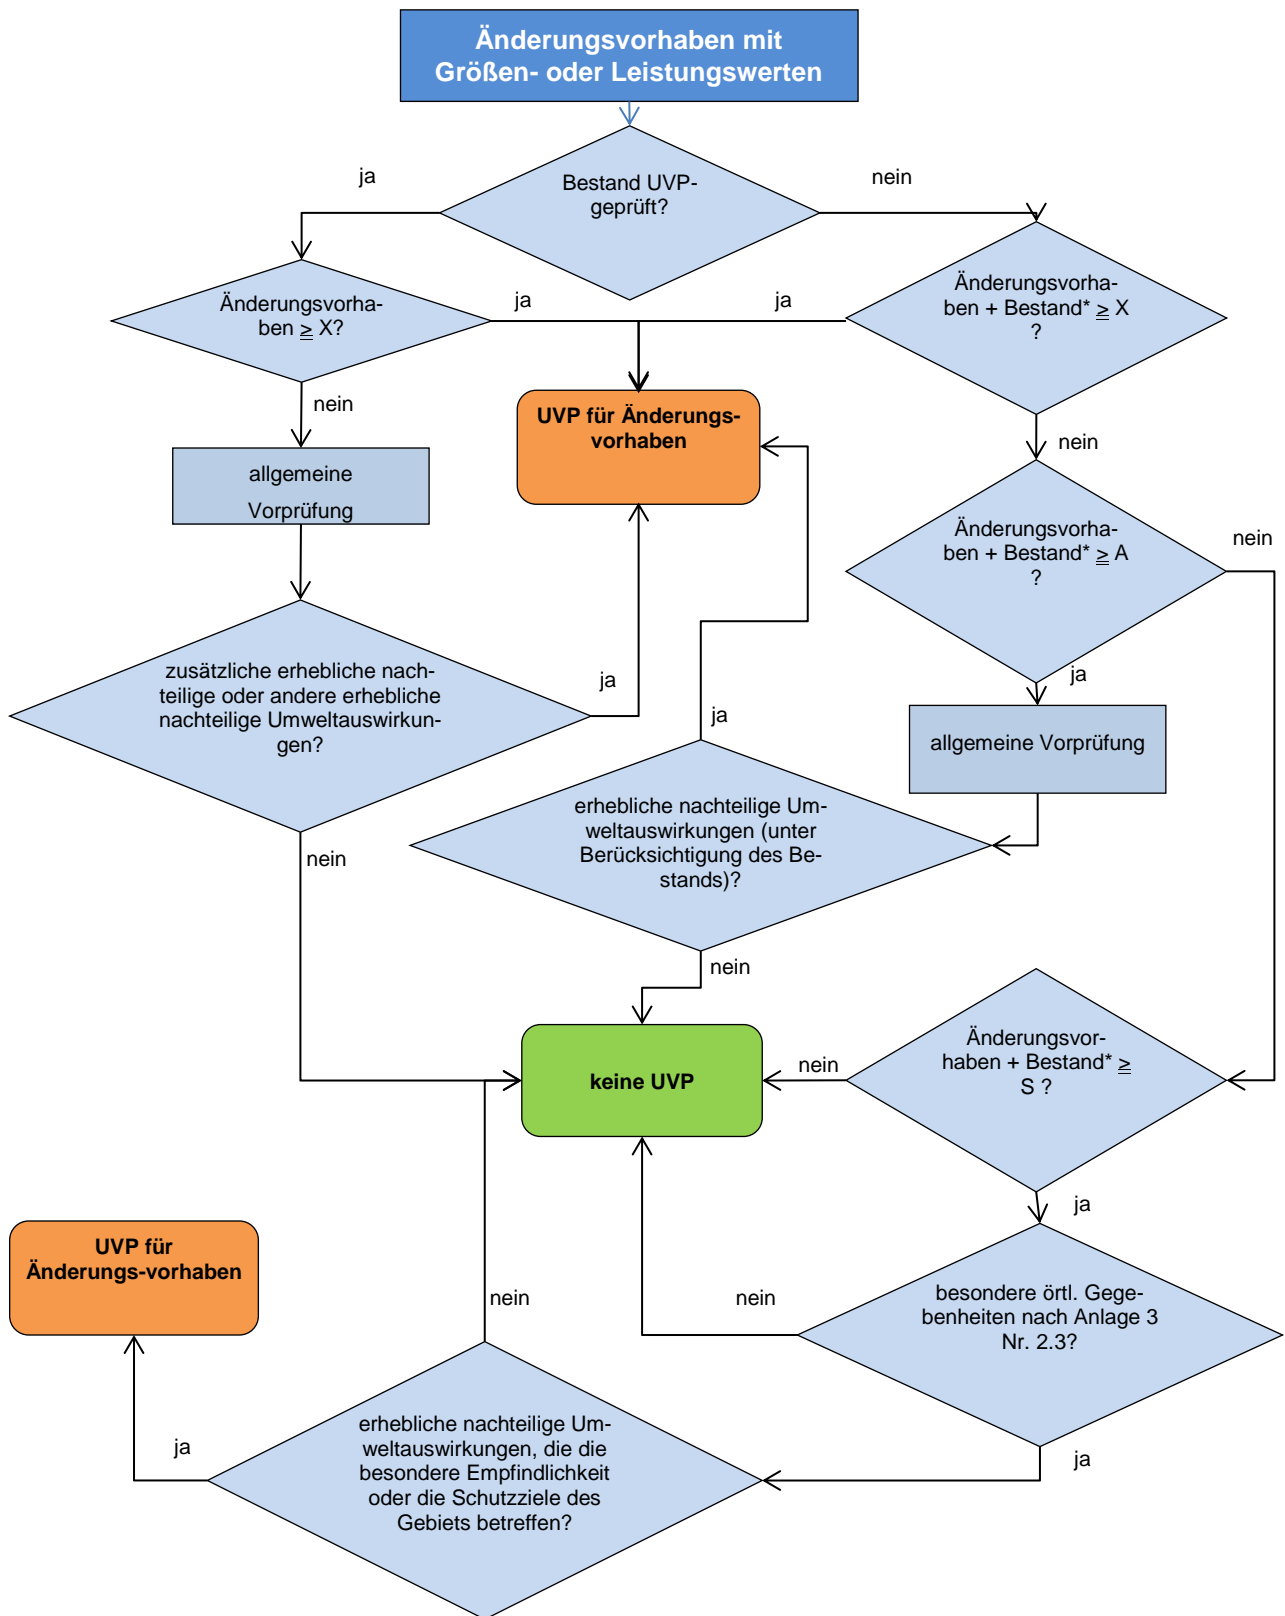 Änderungsvorhaben mit
Größen- oder Leistungswerten
Bestand UVP-
geprüft?
ja
nein
Änderungsvorha-
ben ≧ X?
ja
ja
Änderungsvorha-
ben + Bestand* ≧ X
?
nein
UVP für Änderungs-
vorhaben
nein
allgemeine
Vorprüfung
Änderungsvorha-
ben + Bestand* ≧ A
?
nein
zusätzliche erhebliche nach-
teilige oder andere erhebliche
nachteilige Umweltauswirkun-
gen?
ja
ja
ja
allgemeine Vorprüfung
erhebliche nachteilige Um-
weltauswirkungen (unter
Berücksichtigung des Be-
stands)?
nein
nein
Änderungsvor-
haben + Bestand* ≧
S ?
nein
keine UVP
ja
UVP für
Änderungs-vorhaben
nein
nein
besondere örtl. Gege-
benheiten nach Anlage 3
Nr. 2.3?
erhebliche nachteilige Um-
weltauswirkungen, die die
besondere Empfindlichkeit
oder die Schutzziele des
Gebiets betreffen?
ja
ja